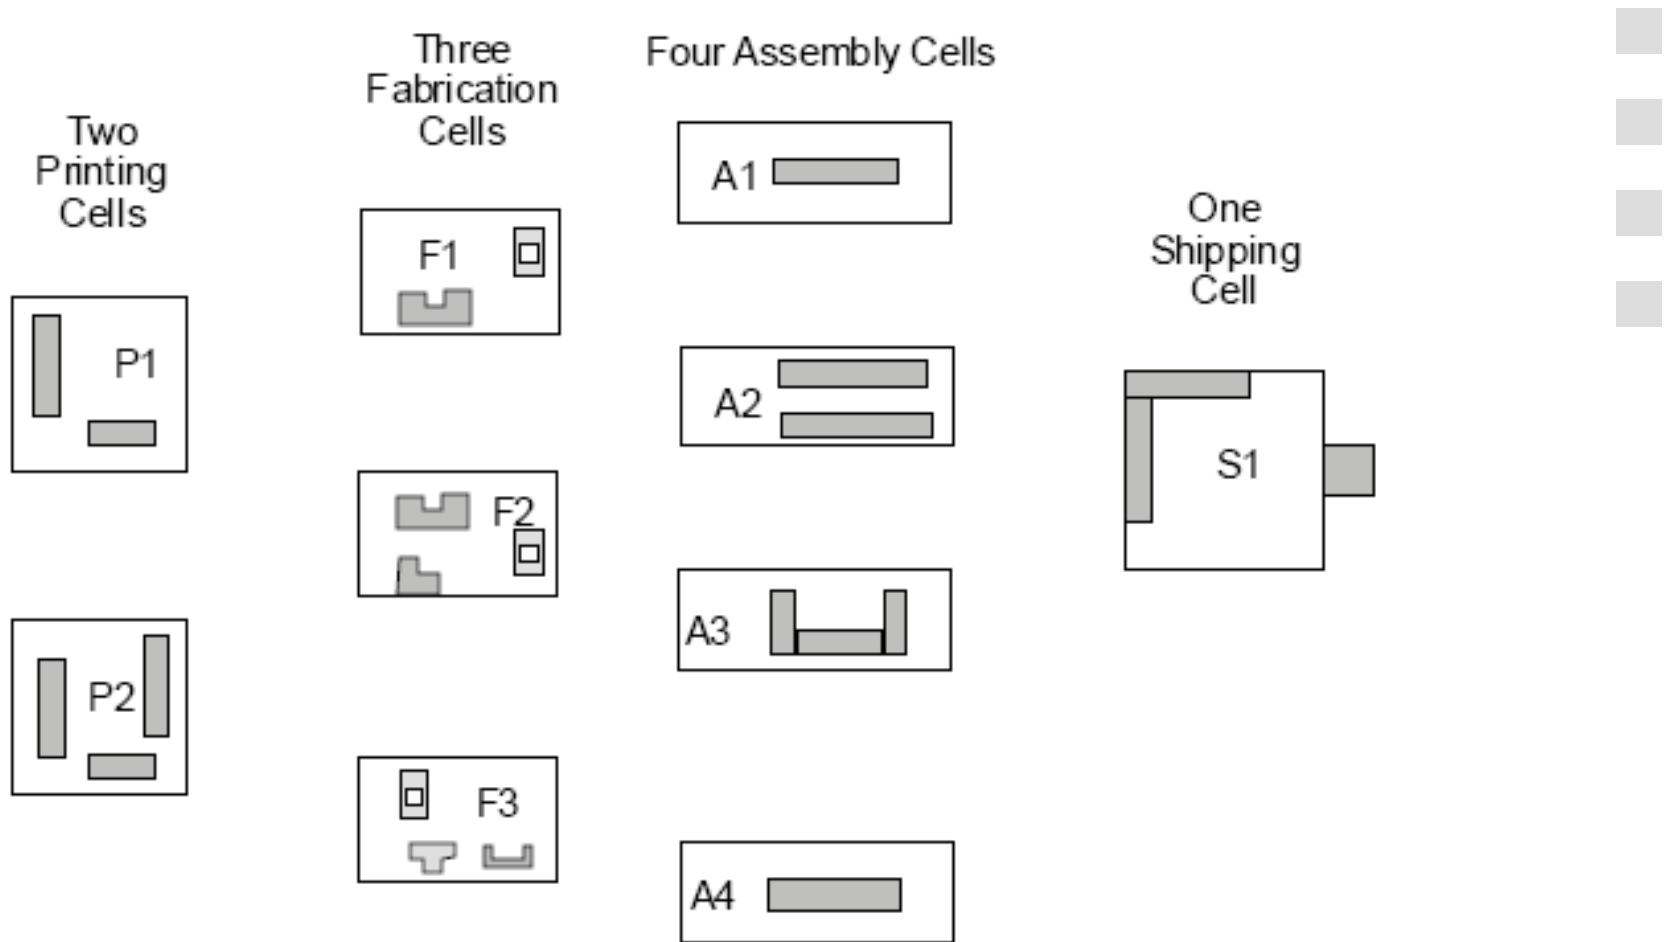 Two
Printing
Cells
P1
P2
Three
Fabrication
Cells
F1
F2
F3
Four Assembly Cells
A1
A2
A3
A4
One
Shipping
Cell
S1